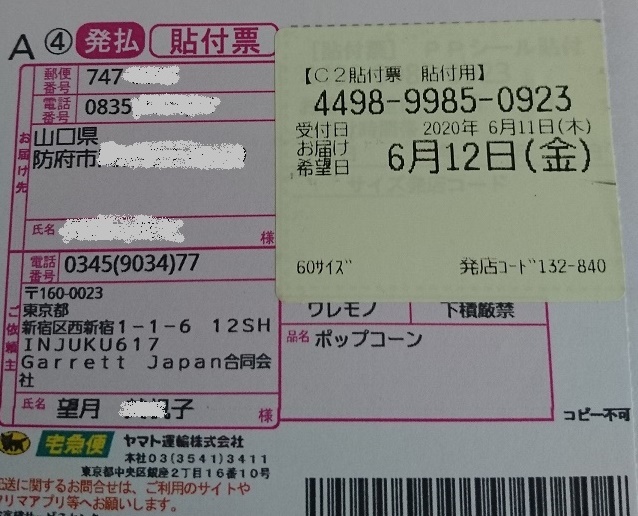 A ④ 発払 貼付票
郵便番号 747
電話番号 0835
お届け先
山口県
防府市
氏名 様
【C2貼付票 貼付用】
4498-9985-0923
受付日 2020年 6月11日(木)
お届け希望日 6月12日(金)
60サイズ 発店コード132-840
電話番号 0345(9034)77
ご依頼主
〒160-0023
東京都
新宿区西新宿1-1-6 12SH
INJUKU617
Garrett Japan合同会
社
氏名 望月 子 様
ワレモノ 下積厳禁
品名 ポップコーン
コピー不可
宅急便 ヤマト運輸株式会社
本社03(3541)3411
東京都中央区銀座2丁目16番10号
送に関するお問合せは、ご利用のサイトや
リマアプリ等へお願いします。